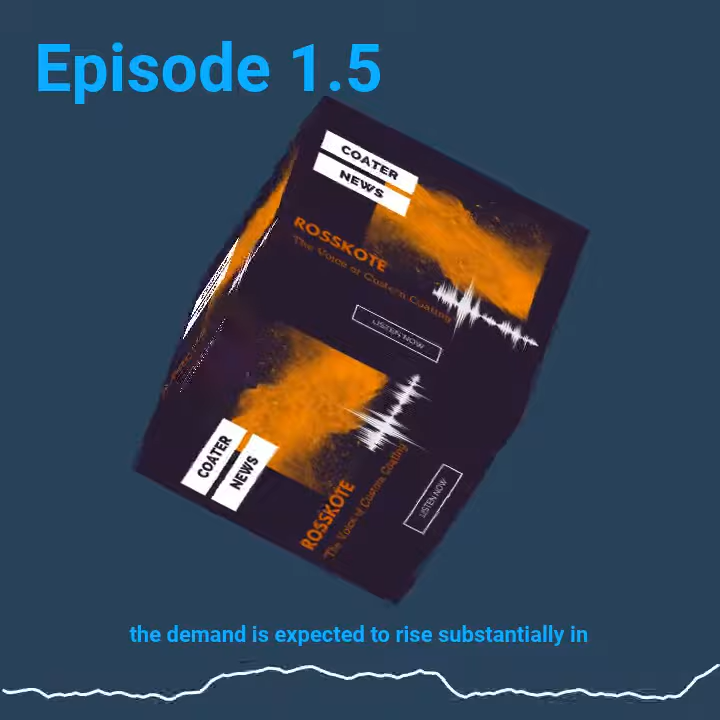 Episode 1.5
COATER
NEWS
ROSSKOTE
The Voice of Custom Coating
LISTEN NOW
COATER
NEWS
ROSSKOTE
The Voice of Custom Coating
LISTEN NOW
the demand is expected to rise substantially in